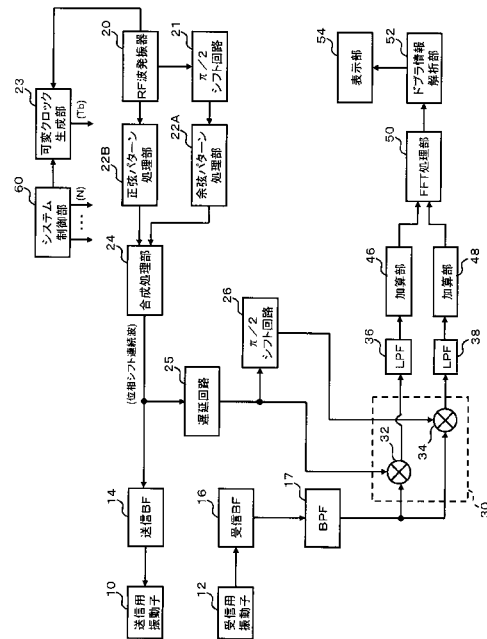 23
可変クロック
生成部
(Tb)
20
RF波発振器
21
π/2
シフト回路
60
システム
制御部
(N)
...
22B
正弦パターン
処理部
22A
余弦パターン
処理部
24
合成処理部
(位相シフト連続波)
25
遅延回路
26
π/2
シフト回路
14
送信BF
10
送信用
振動子
16
受信BF
12
受信用
振動子
17
BPF
32
34
30
36
LPF
38
LPF
46
加算部
48
加算部
50
FFT処理部
52
ドプラ情報
解析部
54
表示部